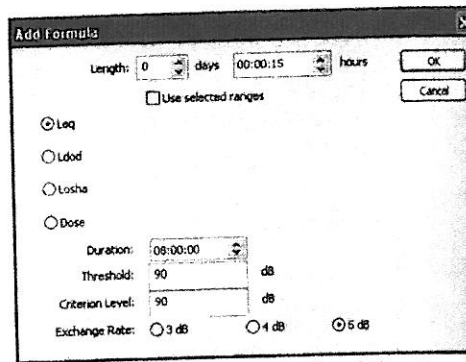 Add Formula
Length: 0 days 00:00:15 hours OK
Use selected ranges Cancel
Leq
Ldod
Losha
Dose
Duration: 08:00:00
Threshold: 90 dB
Criterion Level: 90 dB
Exchange Rate: 3 dB 4 dB 5 dB